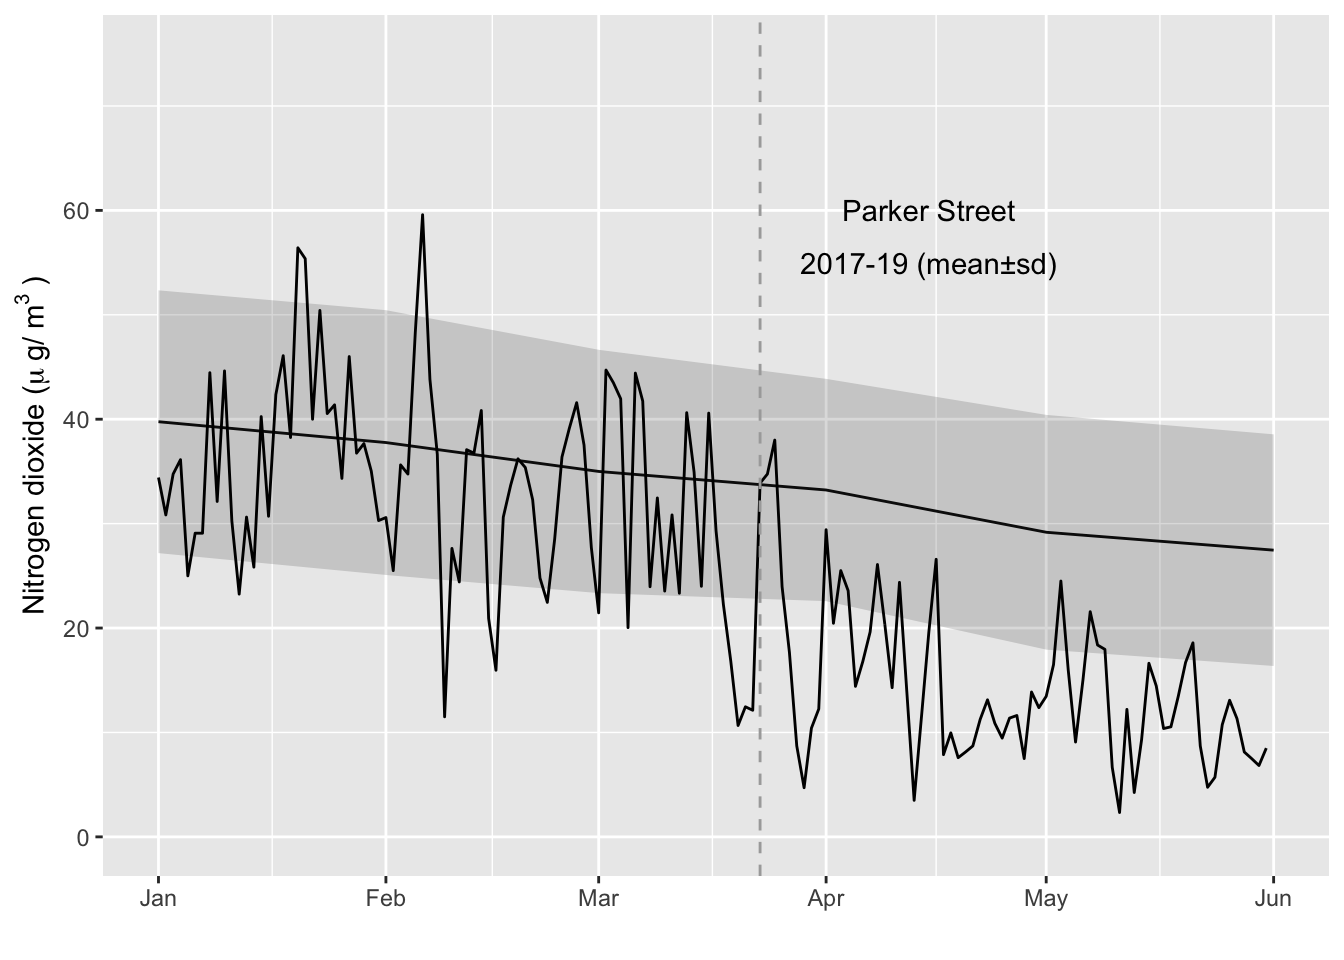 Nitrogen dioxide (μ g/ m³ )
60
40
20
0
Parker Street
2017-19 (mean±sd)
Jan Feb Mar Apr May Jun